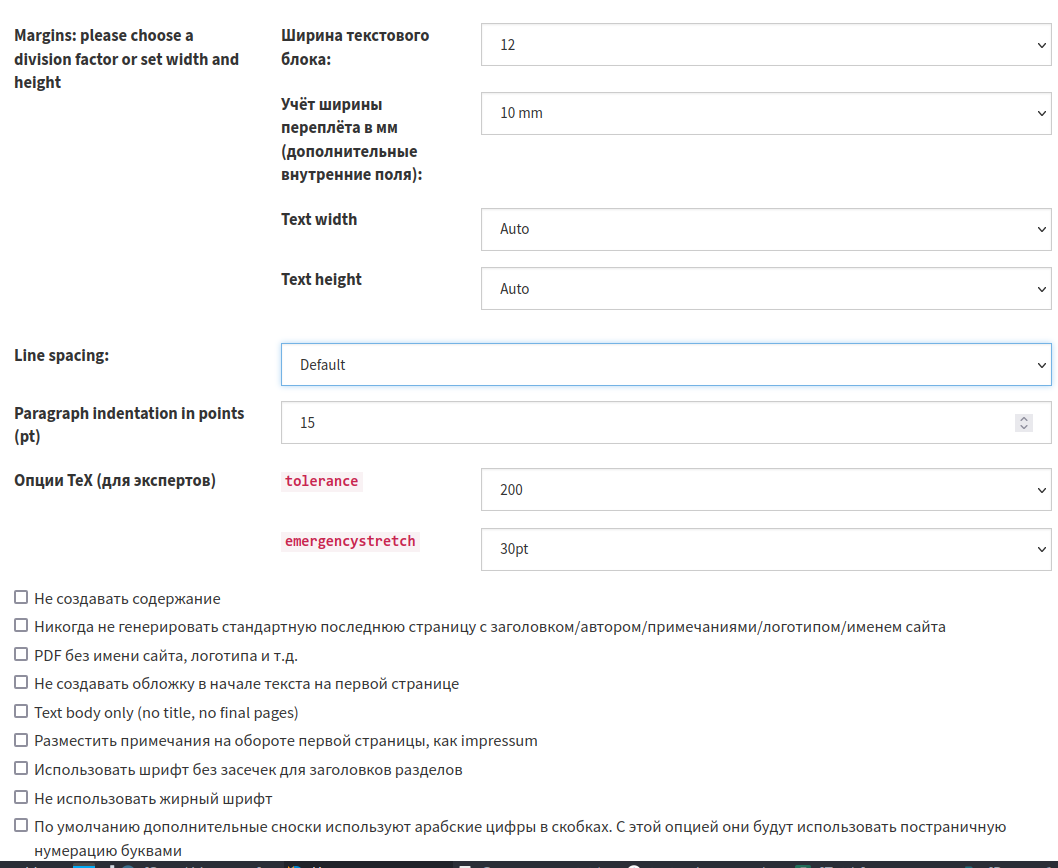 Margins: please choose a
division factor or set width and
height
Ширина текстового
блока:
12
Учёт ширины
переплёта в мм
(дополнительные
внутренние поля):
10 mm
Text width
Auto
Text height
Auto
Line spacing:
Default
Paragraph indentation in points
(pt)
15
Опции TeX (для экспертов)
tolerance
200
emergencystretch
30pt
Не создавать содержание
Никогда не генерировать стандартную последнюю страницу с заголовком/автором/примечаниями/логотипом/именем сайта
PDF без имени сайта, логотипа и т.д.
Не создавать обложку в начале текста на первой странице
Text body only (no title, no final pages)
Разместить примечания на обороте первой страницы, как impressum
Использовать шрифт без засечек для заголовков разделов
Не использовать жирный шрифт
По умолчанию дополнительные сноски используют арабские цифры в скобках. С этой опцией они будут использовать постраничную
нумерацию буквами